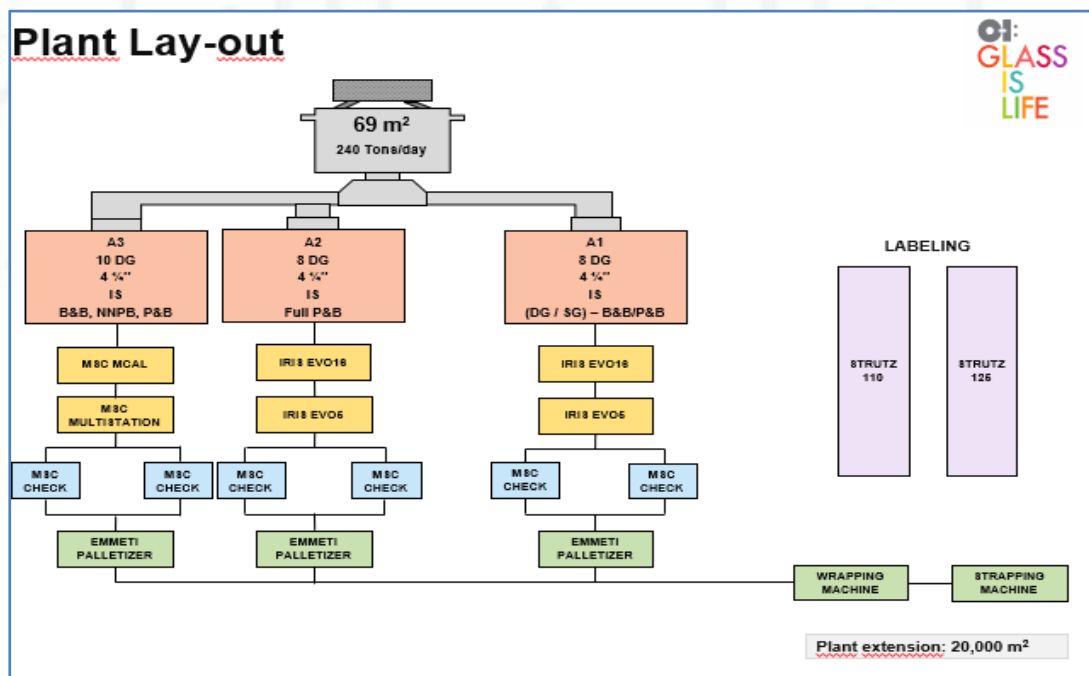 Plant Lay-out
O-I:
GLASS
IS
LIFE
69 m²
240 Tons/day
A3
10 DG
4 ¼’’
IS
B&B, NNPB, P&B
A2
8 DG
4 ¼’’
IS
Full P&B
A1
8 DG
4 ¼’’
IS
(DG / SG) – B&B/P&B
LABELING
STRUTZ
110
STRUTZ
125
MSC MCAL
IRIS EVO16
IRIS EVO16
MSC
MULTISTATION
IRIS EVO5
IRIS EVO5
MSC
CHECK
MSC
CHECK
MSC
CHECK
MSC
CHECK
MSC
CHECK
MSC
CHECK
EMMETI
PALLETIZER
EMMETI
PALLETIZER
EMMETI
PALLETIZER
WRAPPING
MACHINE
STRAPPING
MACHINE
Plant extension: 20,000 m²